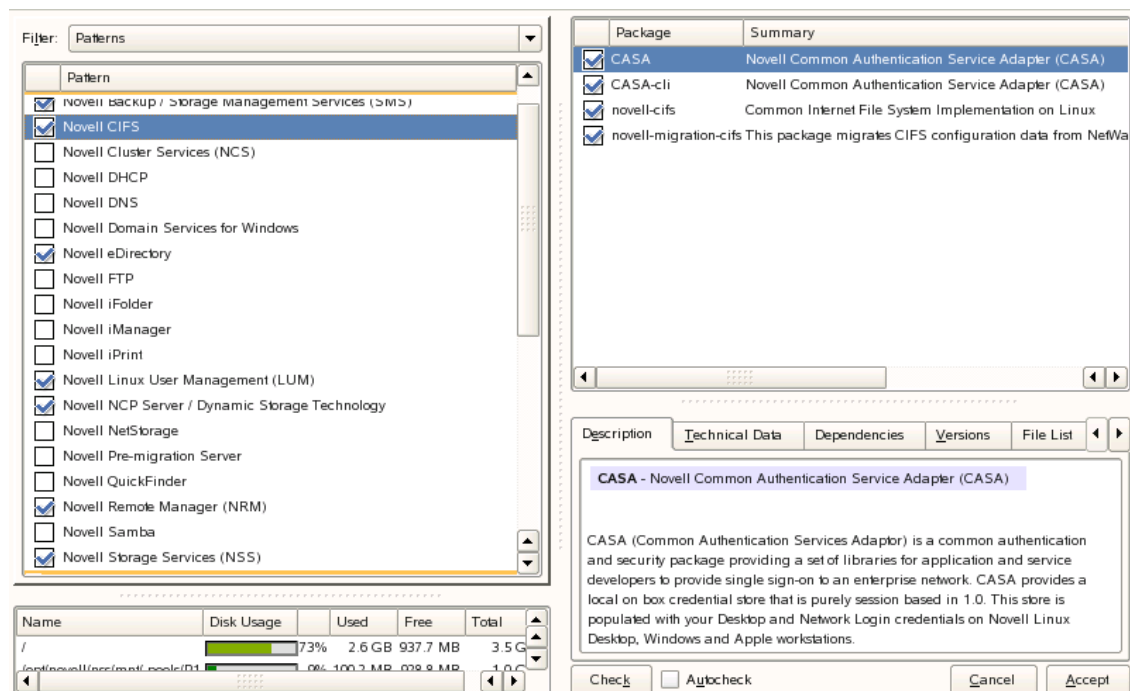 Filter: Patterns
Pattern
Novell Backup / Storage Management Services (SMS)
Novell CIFS
Novell Cluster Services (NCS)
Novell DHCP
Novell DNS
Novell Domain Services for Windows
Novell eDirectory
Novell FTP
Novell iFolder
Novell iManager
Novell iPrint
Novell Linux User Management (LUM)
Novell NCP Server / Dynamic Storage Technology
Novell NetStorage
Novell Pre-migration Server
Novell QuickFinder
Novell Remote Manager (NRM)
Novell Samba
Novell Storage Services (NSS)
Name Disk Usage Used Free Total
/ 73% 2.6 GB 937.7 MB 3.5 G
Package Summary
CASA Novell Common Authentication Service Adapter (CASA)
CASA-cli Novell Common Authentication Service Adapter (CASA)
novell-cifs Common Internet File System Implementation on Linux
novell-migration-cifs This package migrates CIFS configuration data from NetWa
Description Technical Data Dependencies Versions File List
CASA - Novell Common Authentication Service Adapter (CASA)
CASA (Common Authentication Services Adaptor) is a common authentication
and security package providing a set of libraries for application and service
developers to provide single sign-on to an enterprise network. CASA provides a
local on box credential store that is purely session based in 1.0. This store is
populated with your Desktop and Network Login credentials on Novell Linux
Desktop, Windows and Apple workstations.
Check Autocheck Cancel Accept